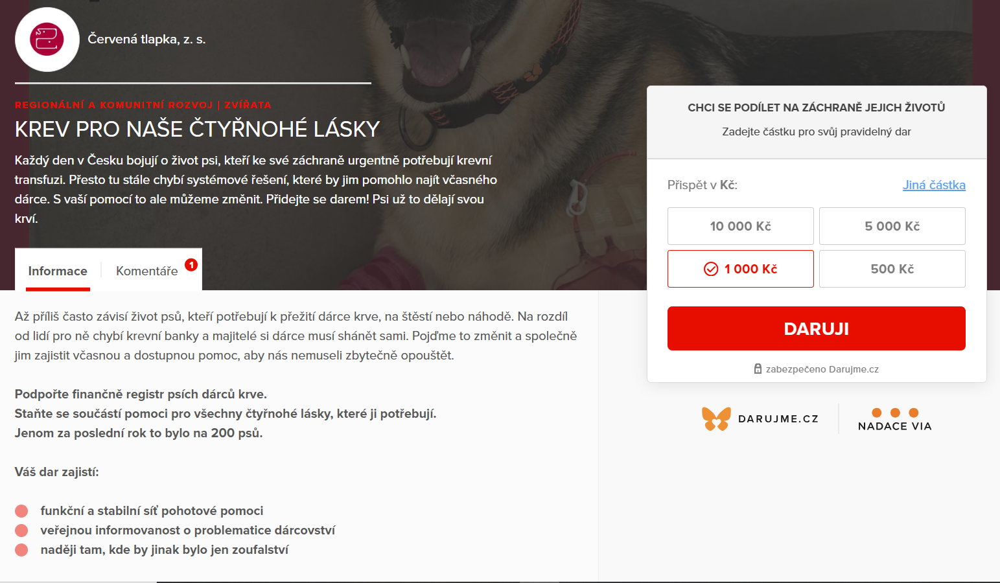 Červená tlapka, z. s.
REGIONÁLNÍ A KOMUNITNÍ ROZVOJ | ZVÍŘATA
KREV PRO NAŠE ČTYŘNOHÉ LÁSKY
Každý den v Česku bojují o život psi, kteří ke své záchraně urgentně potřebují krevní
transfuzi. Přesto tu stále chybí systémové řešení, které by jim pomohlo najít včasného
dárce. S vaší pomocí to ale můžeme změnit. Přidejte se darem! Psi už to dělají svou
krví.
Informace
Komentáře 1
Až příliš často závisí život psů, kteří potřebují k přežití dárce krve, na štěstí nebo náhodě. Na rozdíl
od lidí pro ně chybí krevní banky a majitelé si dárce musí shánět sami. Pojďme to změnit a společně
jim zajistit včasnou a dostupnou pomoc, aby nás nemuseli zbytečně opouštět.
Podpořte finančně registr psích dárců krve.
Staňte se součástí pomoci pro všechny čtyřnohé lásky, které ji potřebují.
Jenom za poslední rok to bylo na 200 psů.
Váš dar zajistí:
funkční a stabilní síť pohotové pomoci
veřejnou informovanost o problematice dárcovství
naději tam, kde by jinak bylo jen zoufalství
CHCI SE PODÍLET NA ZÁCHRANĚ JEJICH ŽIVOTŮ
Zadejte částku pro svůj pravidelný dar
Přispět v Kč:
Jiná částka
10 000 Kč
5 000 Kč
1 000 Kč
500 Kč
DARUJI
zabezpečeno Darujme.cz
DARUJME.CZ
NADACE VIA